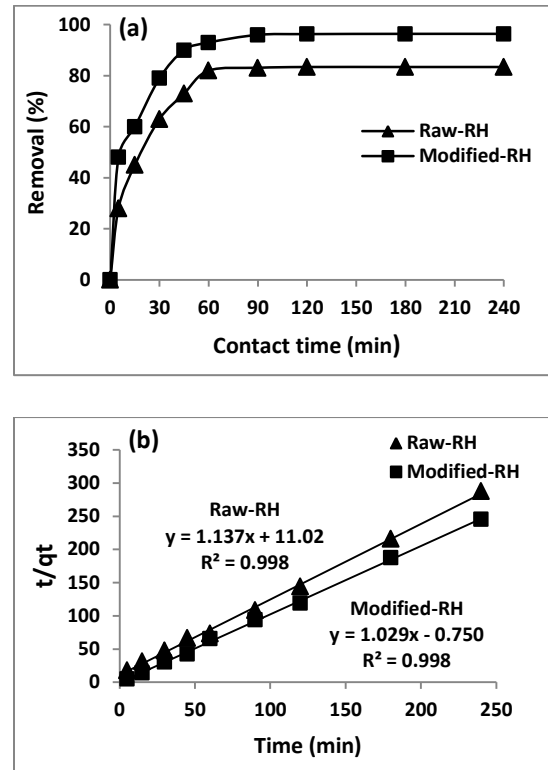 (a)
100
80
60
40
20
0
Removal (%)
Raw-RH
Modified-RH
0 30 60 90 120 150 180 210 240
Contact time (min)
(b)
350
300
250
200
150
100
50
0
t/qt
Raw-RH
Modified-RH
Raw-RH
y = 1.137x + 11.02
R² = 0.998
Modified-RH
y = 1.029x - 0.750
R² = 0.998
0 50 100 150 200 250
Time (min)